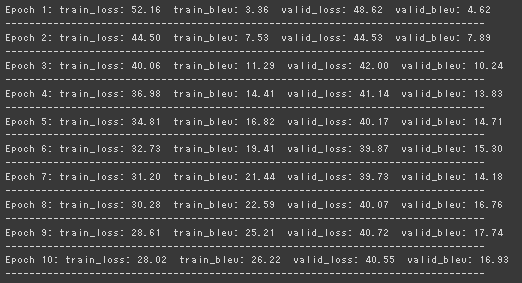 Epoch 1: train_loss: 52.16 train_bleu: 3.36 valid_loss: 48.62 valid_bleu: 4.62
--------------------------------------------------------------------------------
Epoch 2: train_loss: 44.50 train_bleu: 7.53 valid_loss: 44.53 valid_bleu: 7.89
--------------------------------------------------------------------------------
Epoch 3: train_loss: 40.06 train_bleu: 11.29 valid_loss: 42.00 valid_bleu: 10.24
--------------------------------------------------------------------------------
Epoch 4: train_loss: 36.98 train_bleu: 14.41 valid_loss: 41.14 valid_bleu: 13.83
--------------------------------------------------------------------------------
Epoch 5: train_loss: 34.81 train_bleu: 16.82 valid_loss: 40.17 valid_bleu: 14.71
--------------------------------------------------------------------------------
Epoch 6: train_loss: 32.73 train_bleu: 19.41 valid_loss: 39.87 valid_bleu: 15.30
--------------------------------------------------------------------------------
Epoch 7: train_loss: 31.20 train_bleu: 21.44 valid_loss: 39.73 valid_bleu: 14.18
--------------------------------------------------------------------------------
Epoch 8: train_loss: 30.28 train_bleu: 22.59 valid_loss: 40.07 valid_bleu: 16.76
--------------------------------------------------------------------------------
Epoch 9: train_loss: 28.61 train_bleu: 25.21 valid_loss: 40.72 valid_bleu: 17.74
--------------------------------------------------------------------------------
Epoch 10: train_loss: 28.02 train_bleu: 26.22 valid_loss: 40.55 valid_bleu: 16.93
--------------------------------------------------------------------------------